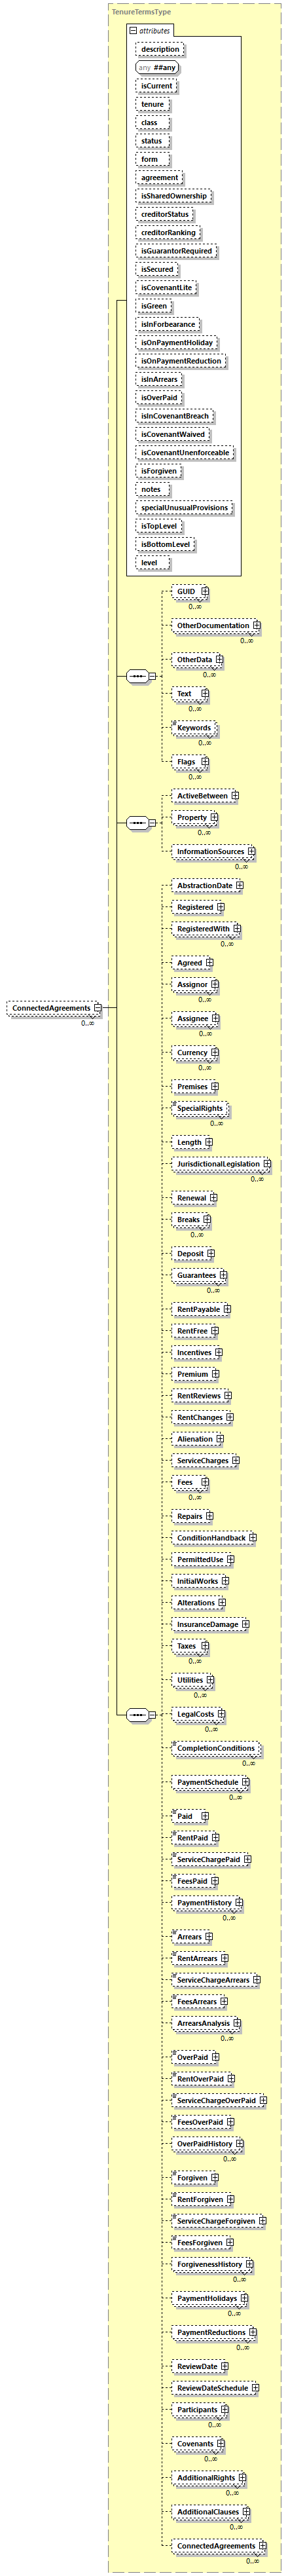 TenureTermsType
attributes
description
any ##any
isCurrent
tenure
class
status
form
agreement
isSharedOwnership
creditorStatus
creditorRanking
isGuarantorRequired
isSecured
isCovenantLite
isGreen
isInForbearance
isOnPaymentHoliday
isOnPaymentReduction
isInArrears
isOverPaid
isInCovenantBreach
isCovenantWaived
isCovenantUnenforceable
isForgiven
notes
specialUnusualProvisions
isTopLevel
isBottomLevel
level
GUID
0..∞
OtherDocumentation
0..∞
OtherData
0..∞
Text
0..∞
Keywords
0..∞
Flags
0..∞
ActiveBetween
Property
0..∞
InformationSources
0..∞
AbstractionDate
Registered
RegisteredWith
0..∞
Agreed
Assignor
0..∞
ConnectedAgreements
0..∞
Assignee
0..∞
Currency
0..∞
Premises
SpecialRights
0..∞
Length
JurisdictionalLegislation
0..∞
Renewal
Breaks
0..∞
Deposit
Guarantees
0..∞
RentPayable
RentFree
Incentives
Premium
RentReviews
RentChanges
Alienation
ServiceCharges
Fees
0..∞
Repairs
ConditionHandback
PermittedUse
InitialWorks
Alterations
InsuranceDamage
Taxes
0..∞
Utilities
0..∞
LegalCosts
0..∞
CompletionConditions
0..∞
PaymentSchedule
0..∞
Paid
RentPaid
ServiceChargePaid
FeesPaid
PaymentHistory
0..∞
Arrears
RentArrears
ServiceChargeArrears
FeesArrears
ArrearsAnalysis
0..∞
OverPaid
RentOverPaid
ServiceChargeOverPaid
FeesOverPaid
OverPaidHistory
0..∞
Forgiven
RentForgiven
ServiceChargeForgiven
FeesForgiven
ForgivenessHistory
0..∞
PaymentHolidays
0..∞
PaymentReductions
0..∞
ReviewDate
ReviewDateSchedule
Participants
0..∞
Covenants
0..∞
AdditionalRights
0..∞
AdditionalClauses
0..∞
ConnectedAgreements
0..∞